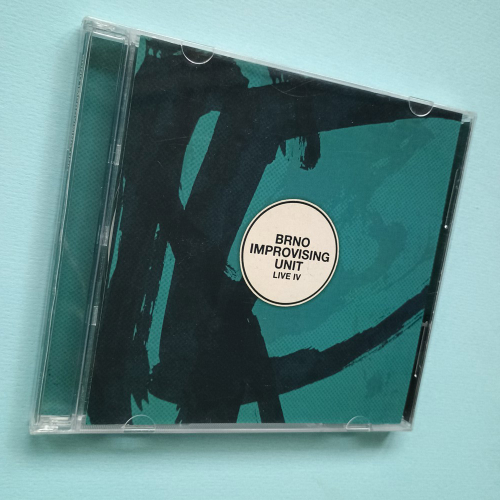 BRNO
IMPROVISING
UNIT
LIVE IV